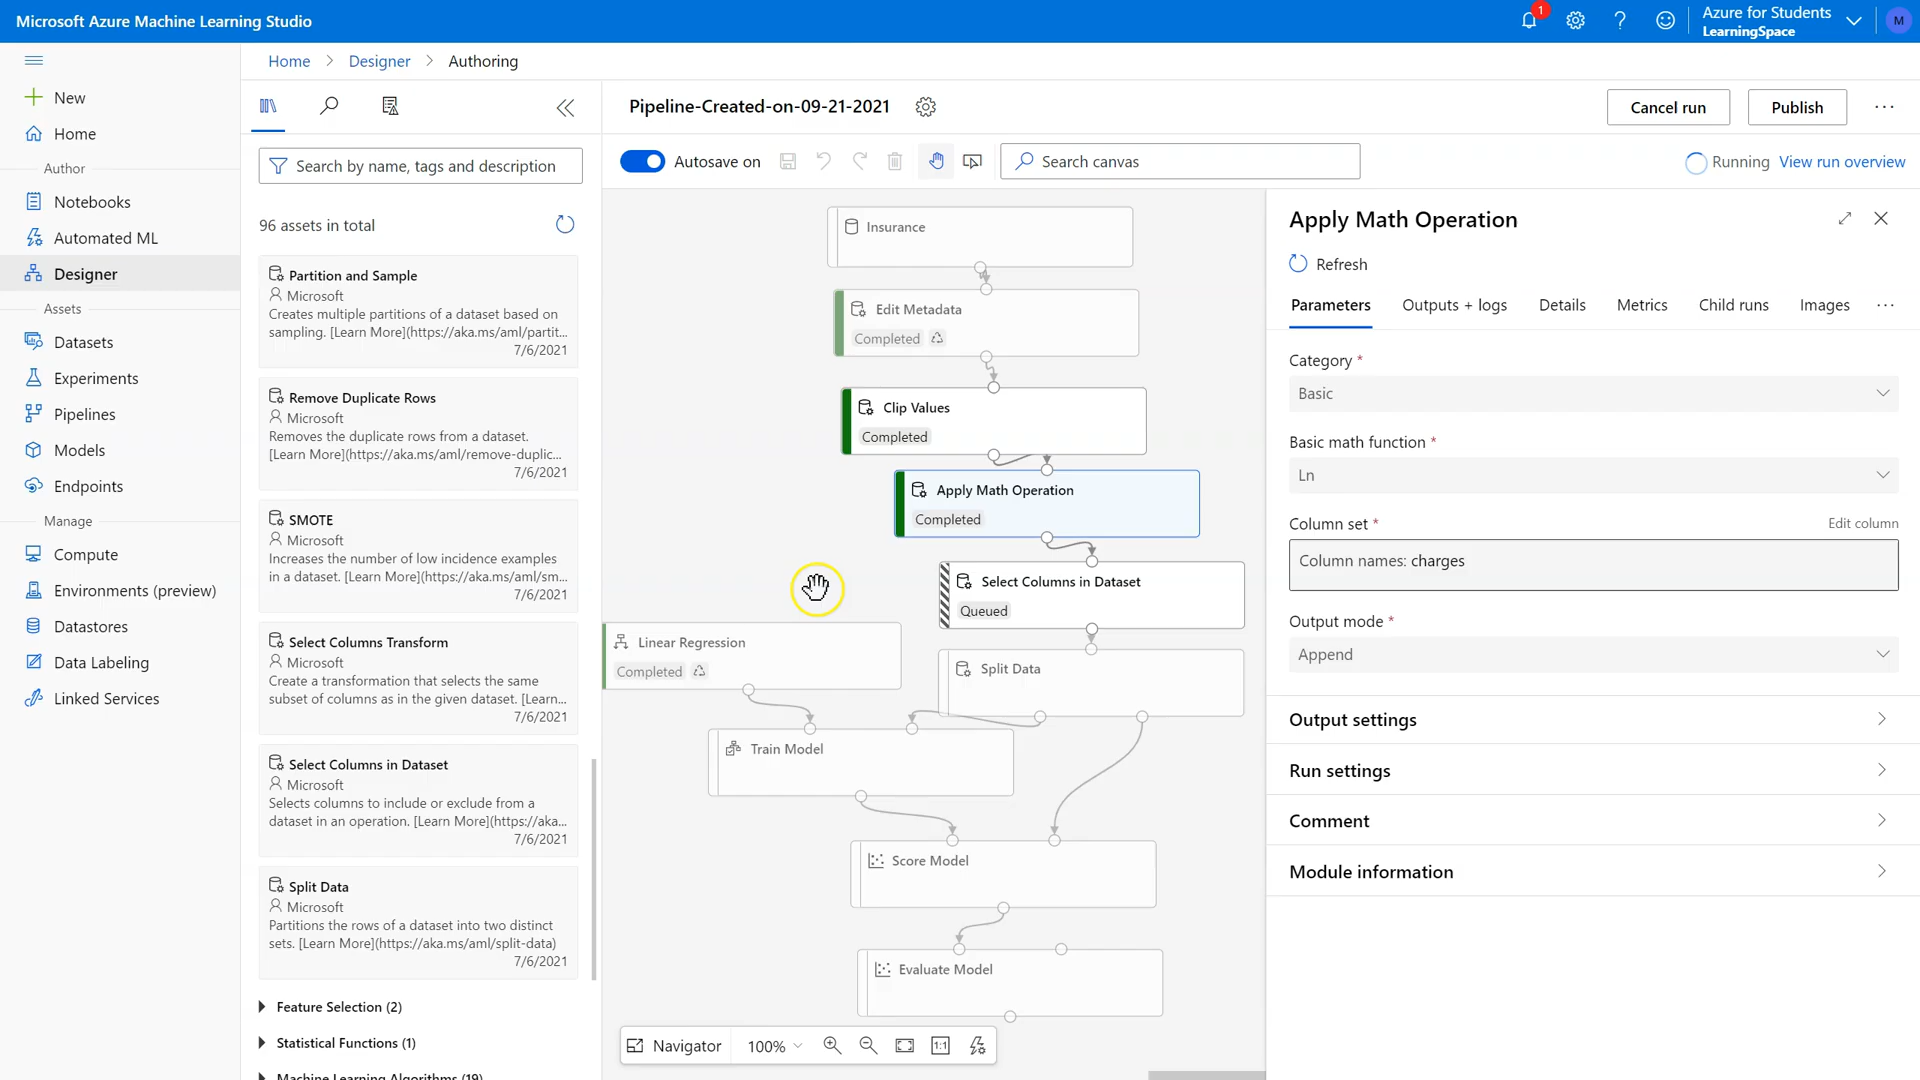 Microsoft Azure Machine Learning Studio
1
Azure for Students
LearningSpace
M
New
Home
Author
Notebooks
Automated ML
Designer
Assets
Datasets
Experiments
Pipelines
Models
Endpoints
Manage
Compute
Environments (preview)
Datastores
Data Labeling
Linked Services
Home > Designer > Authoring
Search by name, tags and description
96 assets in total
Partition and Sample
Microsoft
Creates multiple partitions of a dataset based on
sampling. [Learn More](https://aka.ms/aml/partit...
7/6/2021
Remove Duplicate Rows
Microsoft
Removes the duplicate rows from a dataset.
[Learn More](https://aka.ms/aml/remove-duplic...
7/6/2021
SMOTE
Microsoft
Increases the number of low incidence examples
in a dataset. [Learn More](https://aka.ms/aml/sm...
7/6/2021
Select Columns Transform
Microsoft
Create a transformation that selects the same
subset of columns as in the given dataset. [Learn...
7/6/2021
Select Columns in Dataset
Microsoft
Selects columns to include or exclude from a
dataset in an operation. [Learn More](https://aka...
7/6/2021
Split Data
Microsoft
Partitions the rows of a dataset into two distinct
sets. [Learn More](https://aka.ms/aml/split-data)
7/6/2021
Feature Selection (2)
Statistical Functions (1)
Machine Learning Algorithms (19)
Pipeline-Created-on-09-21-2021
Cancel run
Publish
Autosave on
Search canvas
Running View run overview
Insurance
Edit Metadata
Completed
Clip Values
Completed
Apply Math Operation
Completed
Select Columns in Dataset
Queued
Linear Regression
Completed
Split Data
Train Model
Score Model
Evaluate Model
Navigator
100%
1:1
Apply Math Operation
Refresh
Parameters Outputs + logs Details Metrics Child runs Images
Category *
Basic
Basic math function *
Ln
Column set *
Edit column
Column names: charges
Output mode *
Append
Output settings
Run settings
Comment
Module information